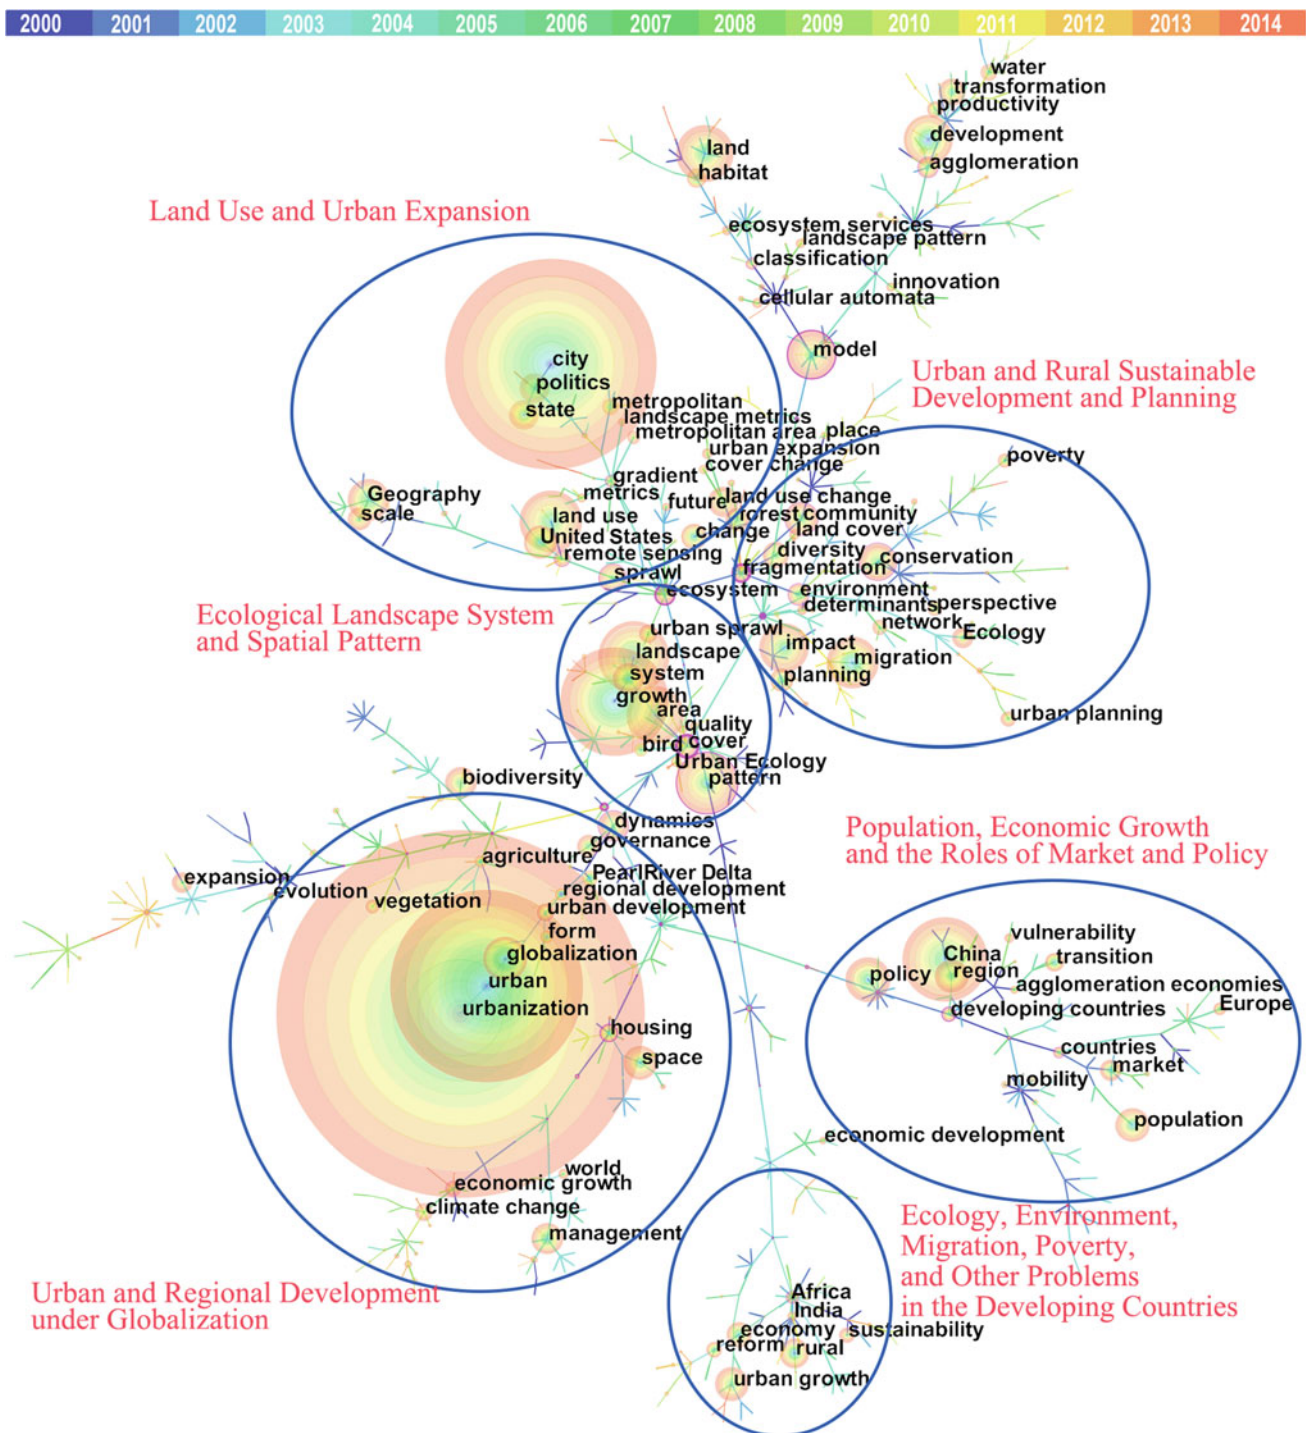 2000 2001 2002 2003 2004 2005 2006 2007 2008 2009 2010 2011 2012 2013 2014
water
transformation
productivity
development
agglomeration
land
habitat
Land Use and Urban Expansion
ecosystem services
landscape pattern
classification
innovation
cellular automata
model
city
politics
state
metropolitan
landscape metrics
metropolitan area
place
urban expansion
cover change
Urban and Rural Sustainable
Development and Planning
poverty
gradient
metrics
Geography
scale
future
land use change
land use
forest
community
United States
change
land cover
remote sensing
diversity
conservation
sprawl
fragmentation
ecosystem
environment
determinants
perspective
network
Ecology
Ecological Landscape System
and Spatial Pattern
urban sprawl
landscape
impact
migration
system
planning
growth
area
urban planning
quality
bird
cover
Urban Ecology
pattern
biodiversity
dynamics
governance
agriculture
PearlRiver Delta
regional development
expansion
evolution
vegetation
urban development
form
globalization
urban
urbanization
housing
space
Population, Economic Growth
and the Roles of Market and Policy
vulnerability
China
transition
policy
region
agglomeration economies
Europe
developing countries
countries
market
mobility
population
economic development
world
economic growth
climate change
management
Urban and Regional Development
under Globalization
Ecology, Environment,
Migration, Poverty,
and Other Problems
in the Developing Countries
Africa
India
economy
sustainability
reform
rural
urban growth